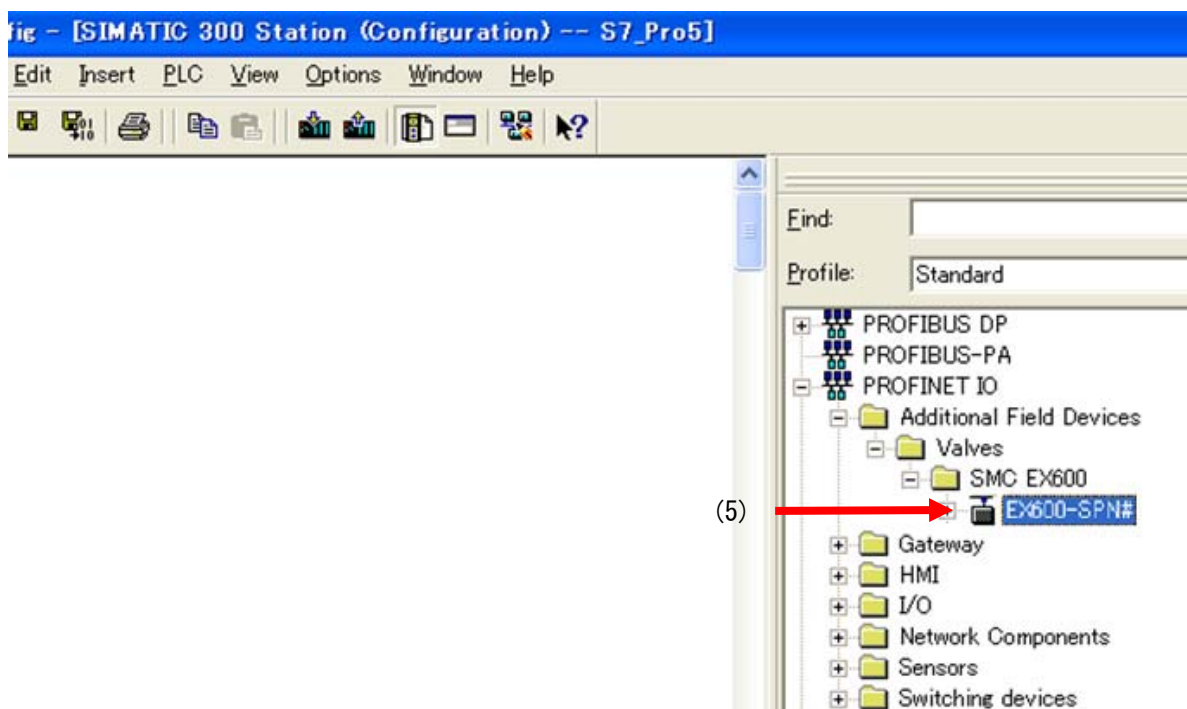 fig - [SIMATIC 300 Station (Configuration) -- S7_Pro5]
Edit Insert PLC View Options Window Help
Find:
Profile: Standard
PROFIBUS DP
PROFIBUS-PA
PROFINET IO
Additional Field Devices
Valves
SMC EX600
(5) EX600-SPN#
Gateway
HMI
I/O
Network Components
Sensors
Switching devices